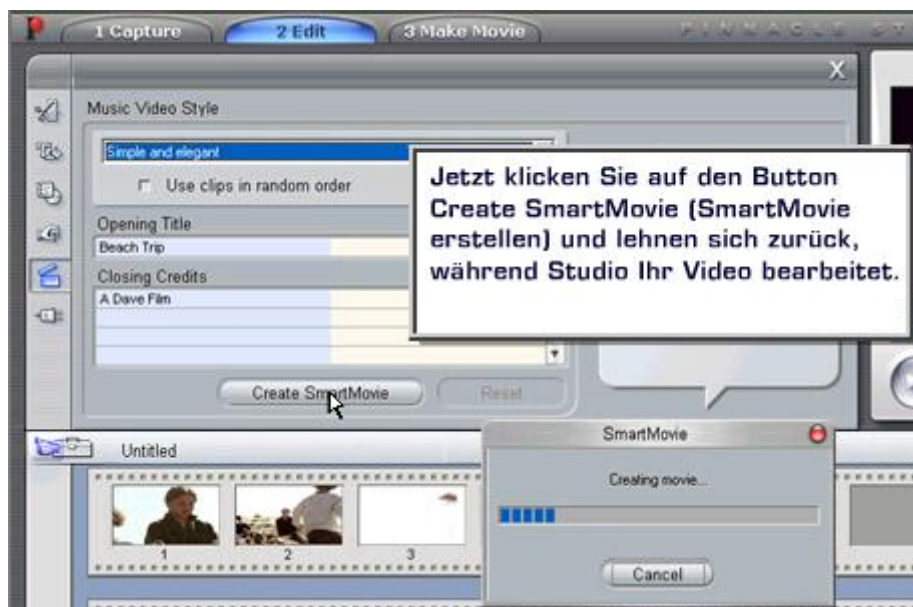 1 Capture
2 Edit
3 Make Movie
PINNACLE
X
Music Video Style
Simple and elegant
Use clips in random order
Opening Title
Beach Trip
Closing Credits
A Dave Film
Create SmartMovie
Reset
Jetzt klicken Sie auf den Button
Create SmartMovie (SmartMovie
erstellen) und lehnen sich zurück,
während Studio Ihr Video bearbeitet.
Untitled
1
2
3
SmartMovie
Creating movie...
Cancel